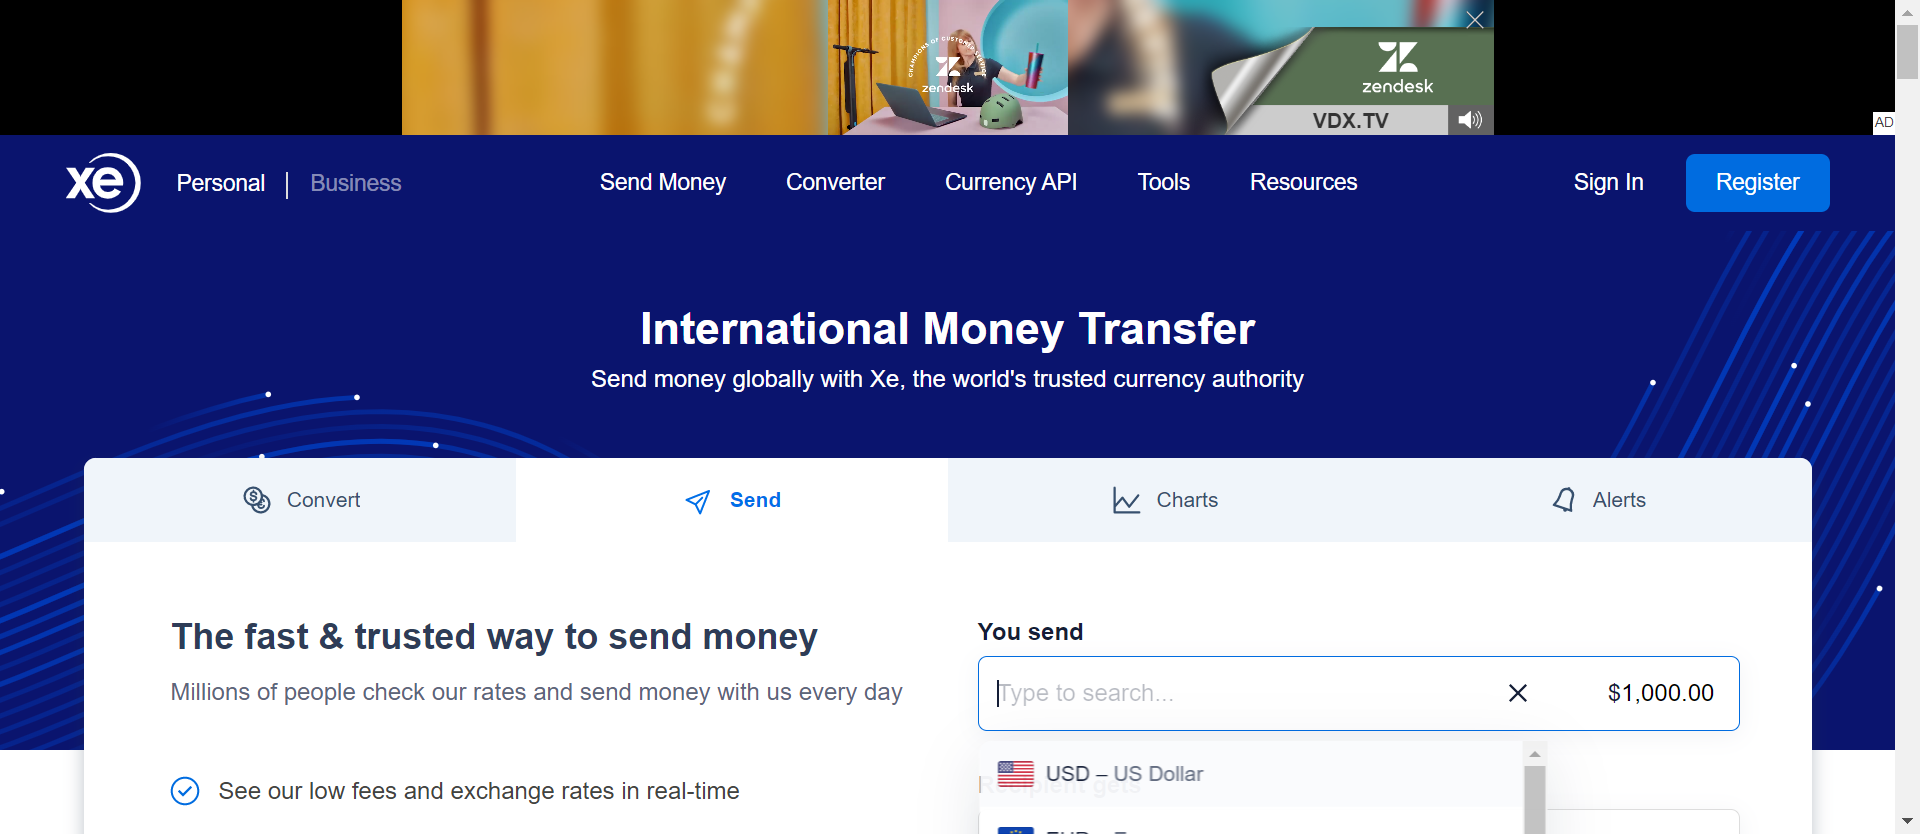 CHAMPIONS OF CUSTOMER SERVICE
zendesk
zendesk
VDX.TV
AD
xe
Personal
Business
Send Money
Converter
Currency API
Tools
Resources
Sign In
Register
International Money Transfer
Send money globally with Xe, the world's trusted currency authority
Convert
Send
Charts
Alerts
The fast & trusted way to send money
Millions of people check our rates and send money with us every day
See our low fees and exchange rates in real-time
You send
Type to search...
$1,000.00
USD – US Dollar
Recipient gets